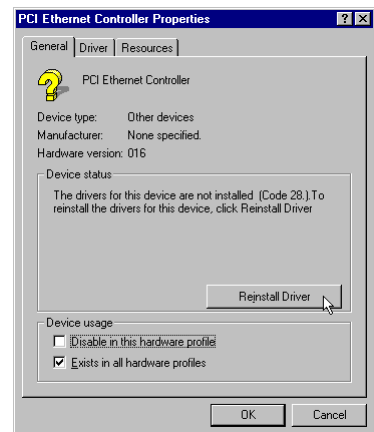 PCI Ethernet Controller Properties
General Driver Resources
PCI Ethernet Controller
Device type: Other devices
Manufacturer: None specified.
Hardware version: 016
Device status
The drivers for this device are not installed (Code 28.).To
reinstall the drivers for this device, click Reinstall Driver
Reinstall Driver
Device usage
Disable in this hardware profile
Exists in all hardware profiles
OK Cancel